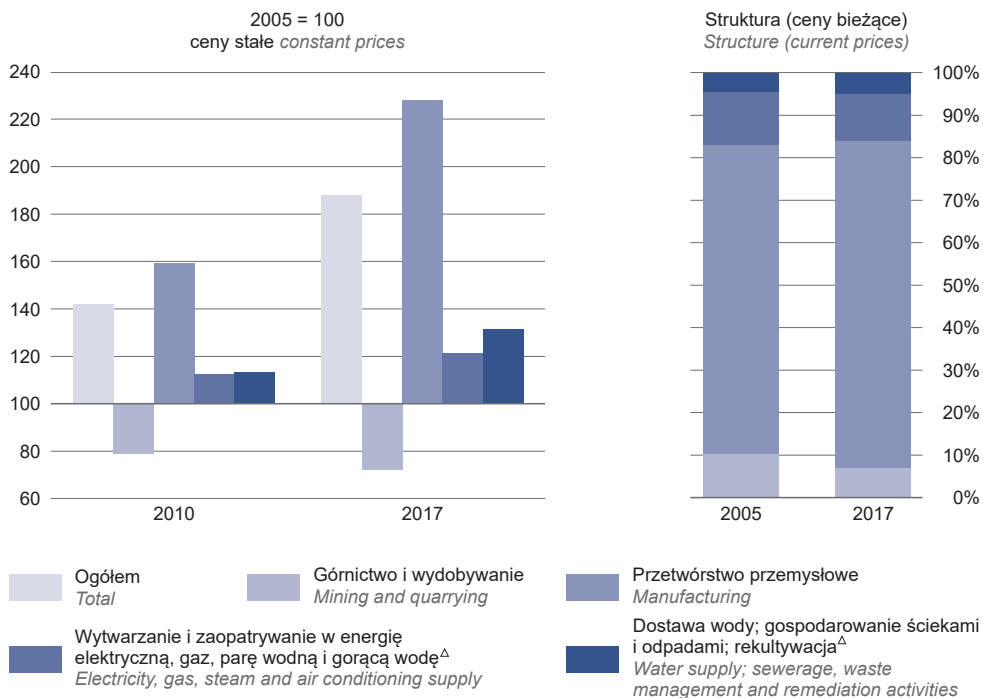 2005 = 100
ceny stałe constant prices
240
220
200
180
160
140
120
100
80
60
2010
2017
Struktura (ceny bieżące)
Structure (current prices)
100%
90%
80%
70%
60%
50%
40%
30%
20%
10%
0%
2005
2017
Ogółem
Total
Górnictwo i wydobywanie
Mining and quarrying
Przetwórstwo przemysłowe
Manufacturing
Wytwarzanie i zaopatrywanie w energię
elektryczną, gaz, parę wodną i gorącą wodę∆
Electricity, gas, steam and air conditioning supply
Dostawa wody; gospodarowanie ściekami
i odpadami; rekultywacja∆
Water supply; sewerage, waste
management and remediation activities